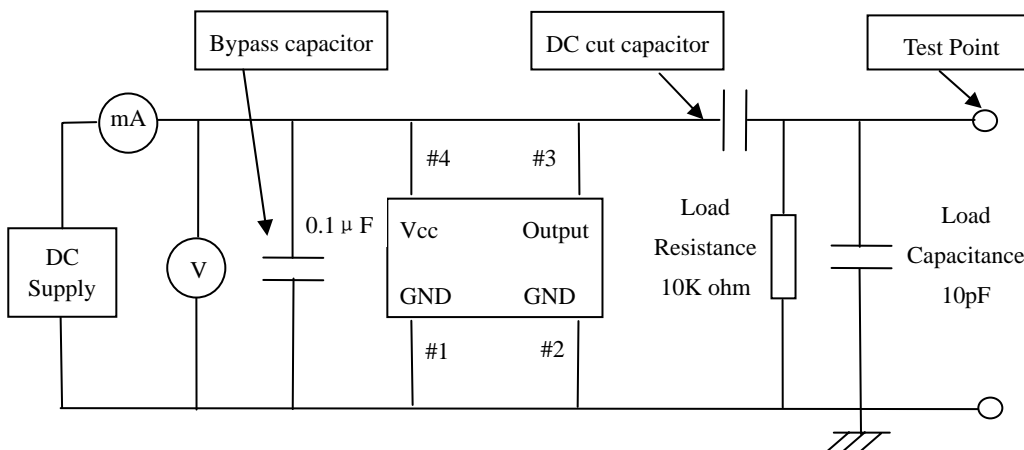 Bypass capacitor
DC cut capacitor
Test Point
mA
#4
#3
0.1μF
Vcc
Output
Load
Resistance
10K ohm
Load
Capacitance
10pF
DC
Supply
V
GND
GND
#1
#2